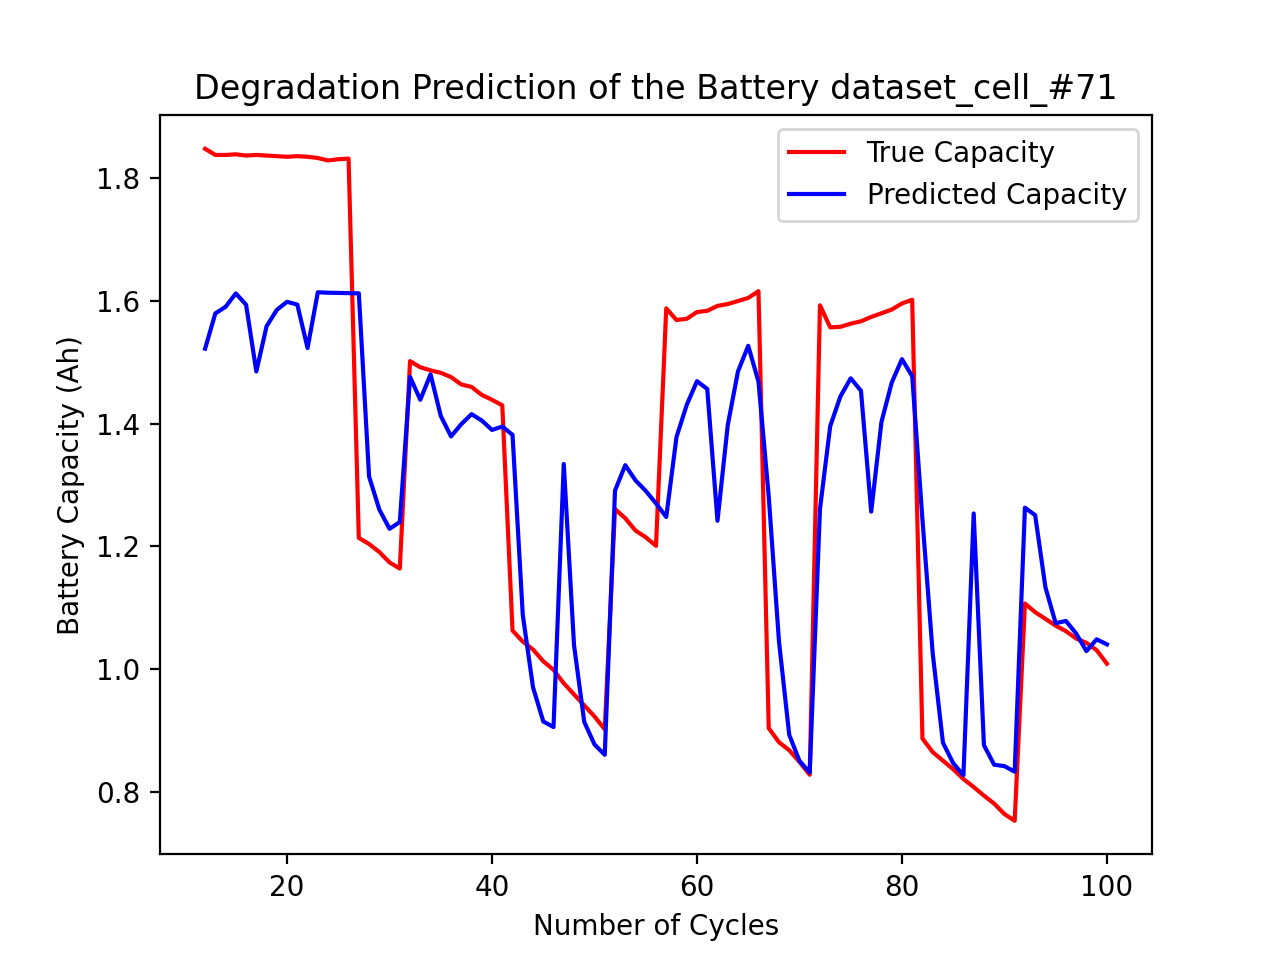 Degradation Prediction of the Battery dataset_cell_#71
True Capacity
Predicted Capacity
Battery Capacity (Ah)
1.8
1.6
1.4
1.2
1.0
0.8
20 40 60 80 100
Number of Cycles